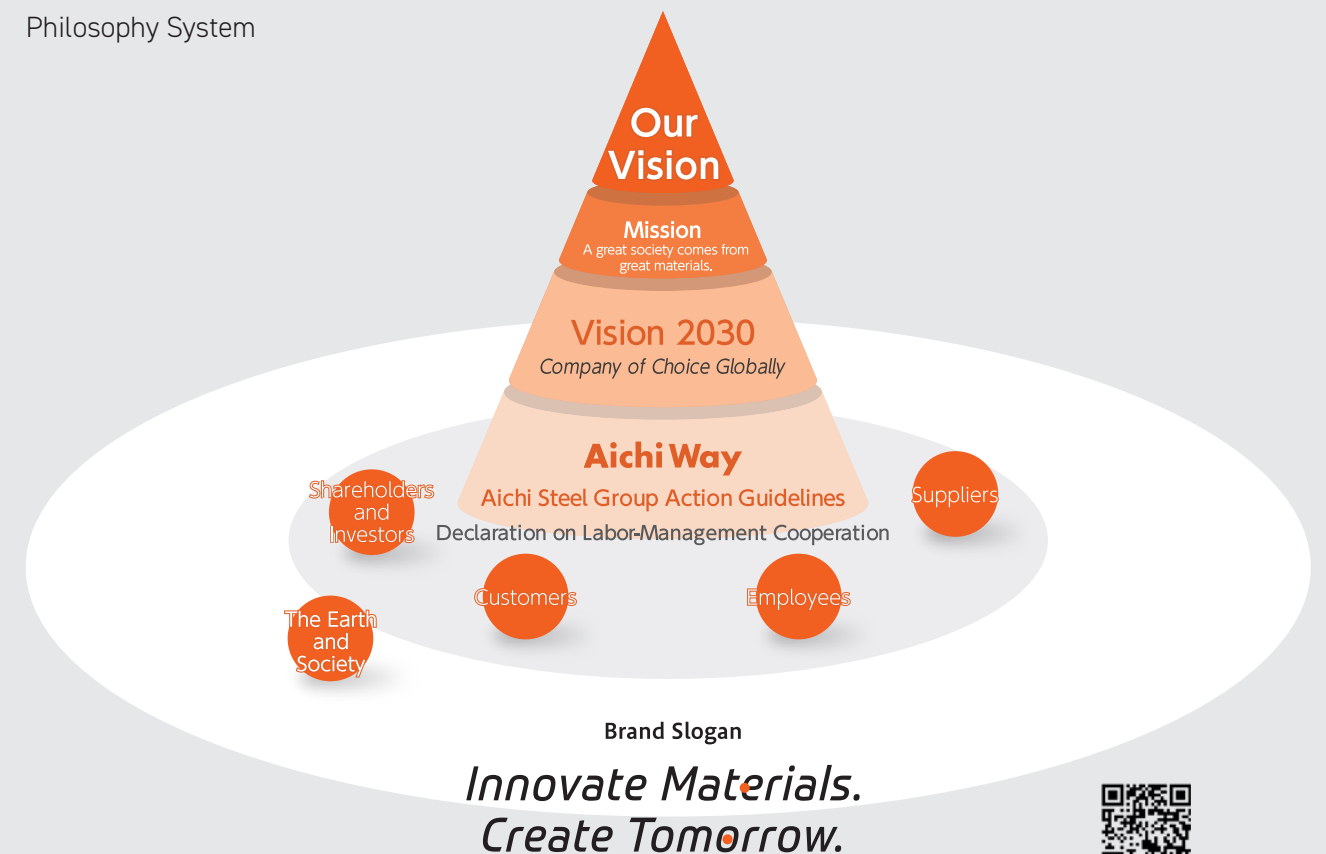 Philosophy System
Our
Vision
Mission
A great society comes from
great materials.
Vision 2030
Company of Choice Globally
Aichi Way
Aichi Steel Group Action Guidelines
Declaration on Labor-Management Cooperation
Shareholders
and
Investors
Suppliers
Customers
Employees
The Earth
and
Society
Brand Slogan
Innovate Materials.
Create Tomorrow.